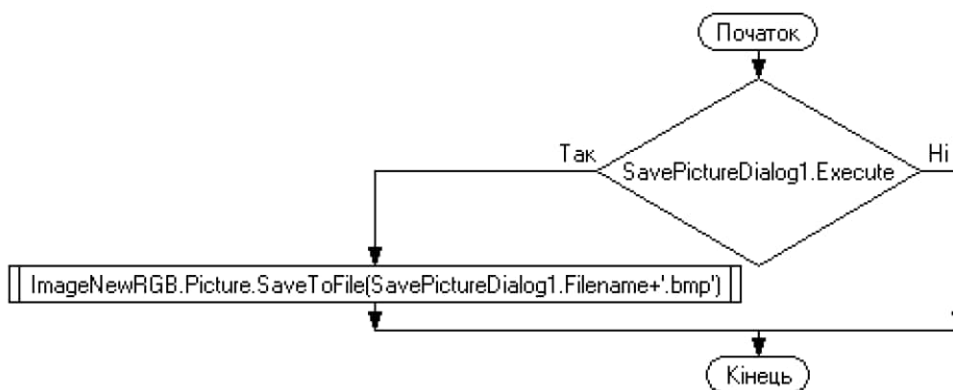 Початок
Так
Ні
SavePictureDialog1.Execute
ImageNewRGB.Picture.SaveToFile(SavePictureDialog1.Filename+'.bmp')
Кінець